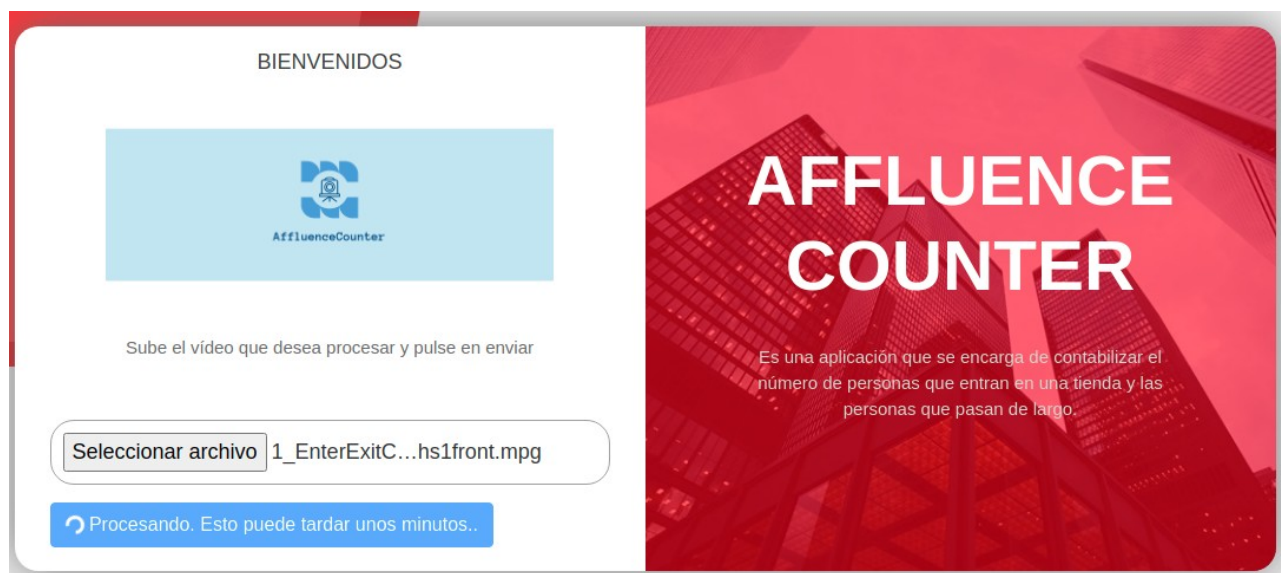 BIENVENIDOS
AffluenceCounter
Sube el vídeo que desea procesar y pulse en enviar
Seleccionar archivo 1_EnterExitC...hs1front.mpg
Procesando. Esto puede tardar unos minutos..
AFFLUENCE
COUNTER
Es una aplicación que se encarga de contabilizar el
número de personas que entran en una tienda y las
personas que pasan de largo.